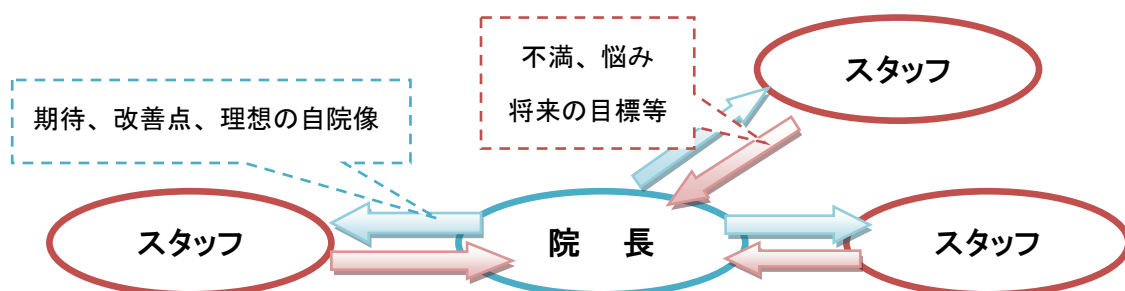 不満、悩み
将来の目標等
スタッフ
期待、改善点、理想の自院像
スタッフ
院　長
スタッフ